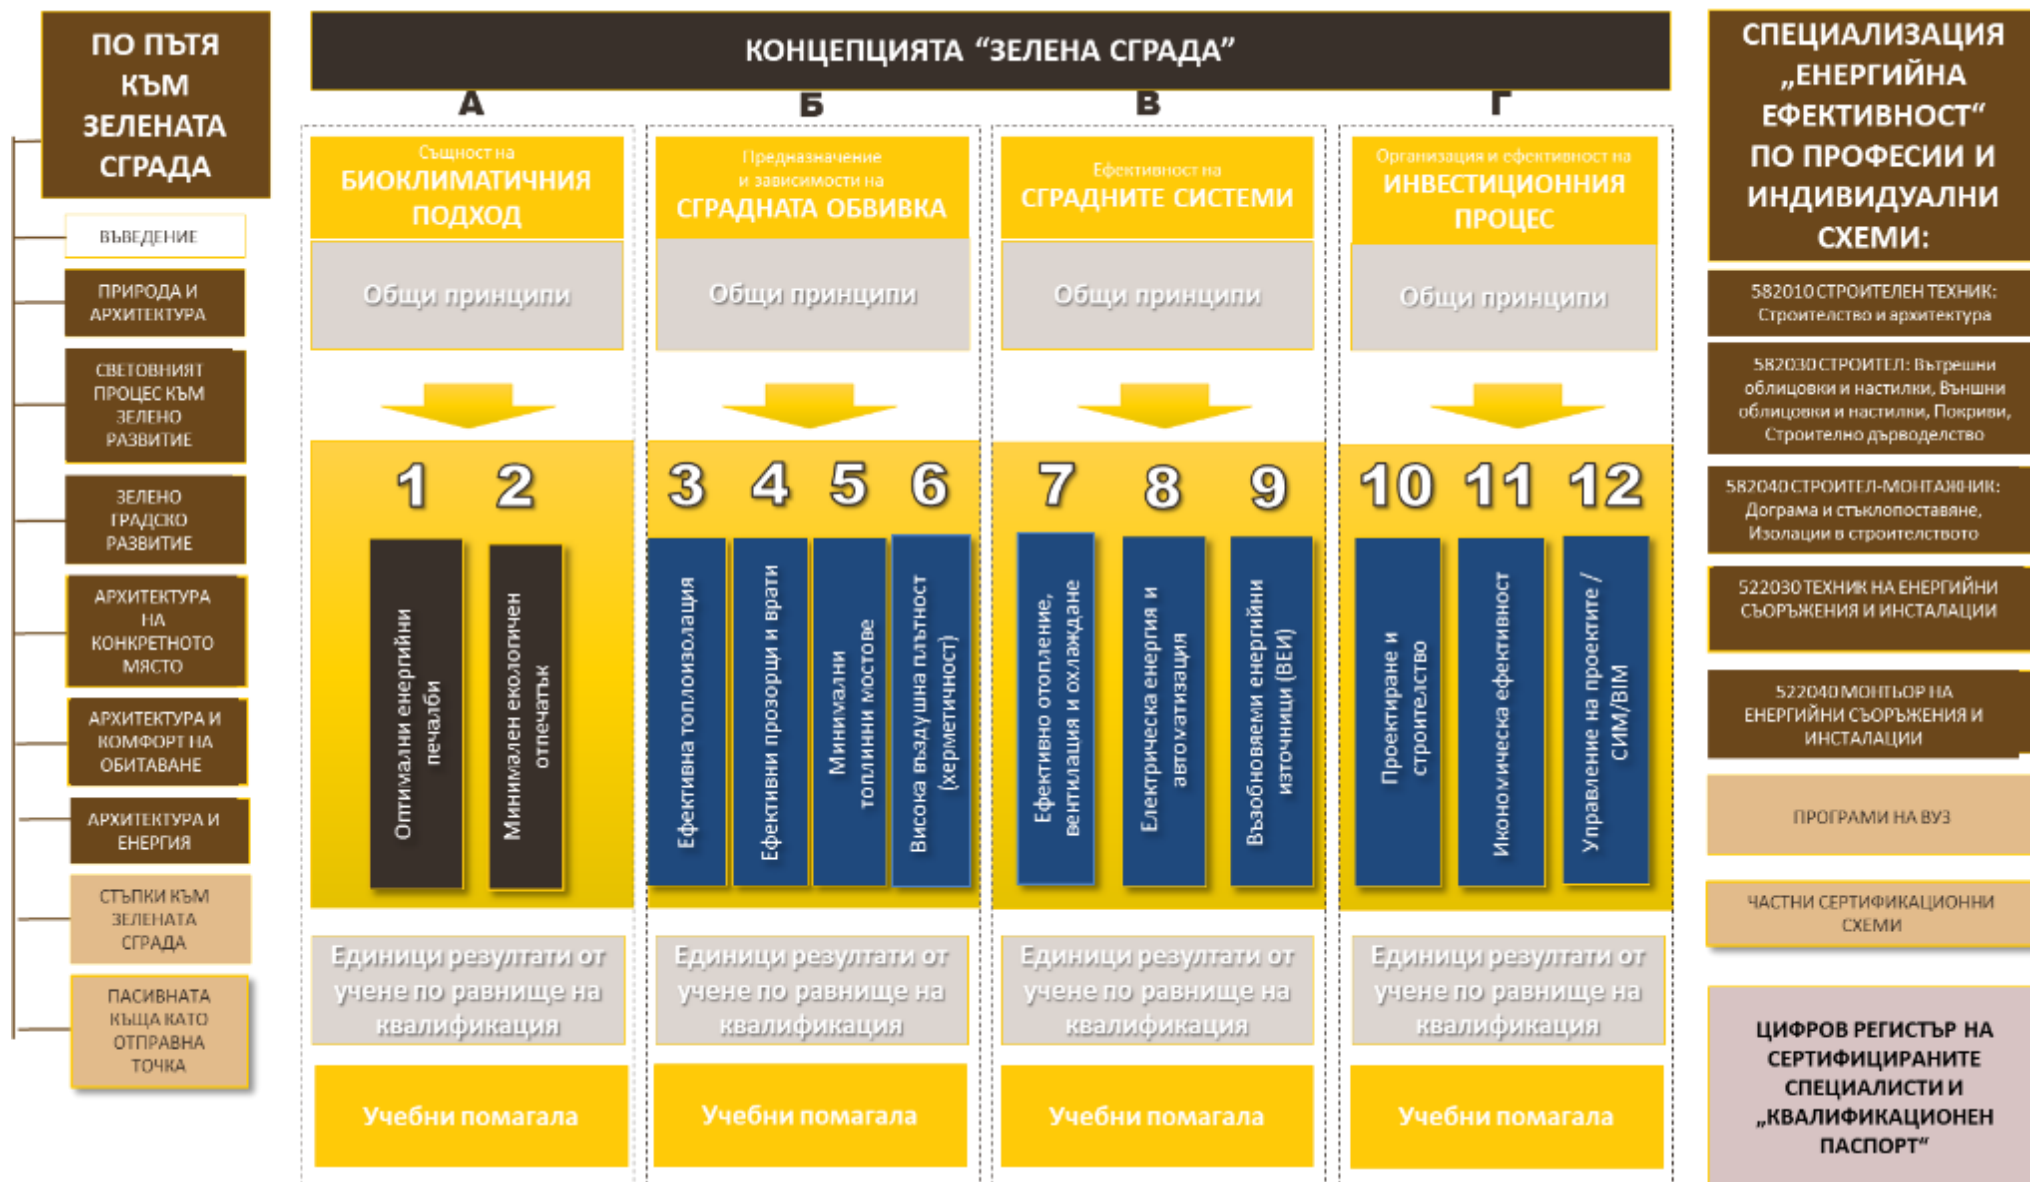 ПО ПЪТЯ
КЪМ
ЗЕЛЕНАТА
СГРАДА
ВЪВЕДЕНИЕ
ПРИРОДА И
АРХИТЕКТУРА
СВЕТОВНИЯТ
ПРОЦЕС КЪМ
ЗЕЛЕНО
РАЗВИТИЕ
ЗЕЛЕНО
ГРАДСКО
РАЗВИТИЕ
АРХИТЕКТУРА
НА
КОНКРЕТНОТО
МЯСТО
АРХИТЕКТУРА И
КОМФОРТ НА
ОБИТАВАНЕ
АРХИТЕКТУРА И
ЕНЕРГИЯ
СТЪПКИ КЪМ
ЗЕЛЕНАТА
СГРАДА
ПАСИВНАТА
КЪЩА КАТО
ОТПРАВНА
ТОЧКА
КОНЦЕПЦИЯТА “ЗЕЛЕНА СГРАДА”
А
Същност на
БИОКЛИМАТИЧНИЯ
ПОДХОД
Общи принципи
1
2
Оптимални енергийни
печалби
Минимален екологичен
отпечатък
Единици резултати от
учене по равнище на
квалификация
Учебни помагала
Б
Предназначение
и зависимости на
СГРАДНАТА ОБВИВКА
Общи принципи
3
4
5
6
Ефективна топлоизолация
Ефективни прозорци и врати
Минимални
топлинни мостове
Висока въздушна плътност
(херметичност)
Единици резултати от
учене по равнище на
квалификация
Учебни помагала
В
Ефективност на
СГРАДНИТЕ СИСТЕМИ
Общи принципи
7
8
9
Ефективно отопление,
вентилация и охлаждане
Електрическа енергия и
автоматизация
Възобновяеми енергийни
източници (ВЕИ)
Единици резултати от
учене по равнище на
квалификация
Учебни помагала
Г
Организация и ефективност на
ИНВЕСТИЦИОННИЯ
ПРОЦЕС
Общи принципи
10
11
12
Проектиране и
строителство
Икономическа ефективност
Управление на проектите /
СИМ/BIM
Единици резултати от
учене по равнище на
квалификация
Учебни помагала
СПЕЦИАЛИЗАЦИЯ
„ЕНЕРГИЙНА
ЕФЕКТИВНОСТ“
ПО ПРОФЕСИИ И
ИНДИВИДУАЛНИ
СХЕМИ:
582010 СТРОИТЕЛЕН ТЕХНИК:
Строителство и архитектура
582030 СТРОИТЕЛ: Вътрешни
облицовки и настилки, Външни
облицовки и настилки, Покриви,
Строително дърводелство
582040 СТРОИТЕЛ-МОНТАЖНИК:
Дограма и стъклопоставяне,
Изолации в строителството
522030 ТЕХНИК НА ЕНЕРГИЙНИ
СЪОРЪЖЕНИЯ И ИНСТАЛАЦИИ
522040 МОНТЬОР НА
ЕНЕРГИЙНИ СЪОРЪЖЕНИЯ И
ИНСТАЛАЦИИ
ПРОГРАМИ НА ВУЗ
ЧАСТНИ СЕРТИФИКАЦИОННИ
СХЕМИ
ЦИФРОВ РЕГИСТЪР НА
СЕРТИФИЦИРАНИТЕ
СПЕЦИАЛИСТИ И
„КВАЛИФИКАЦИОНЕН
ПАСПОРТ“